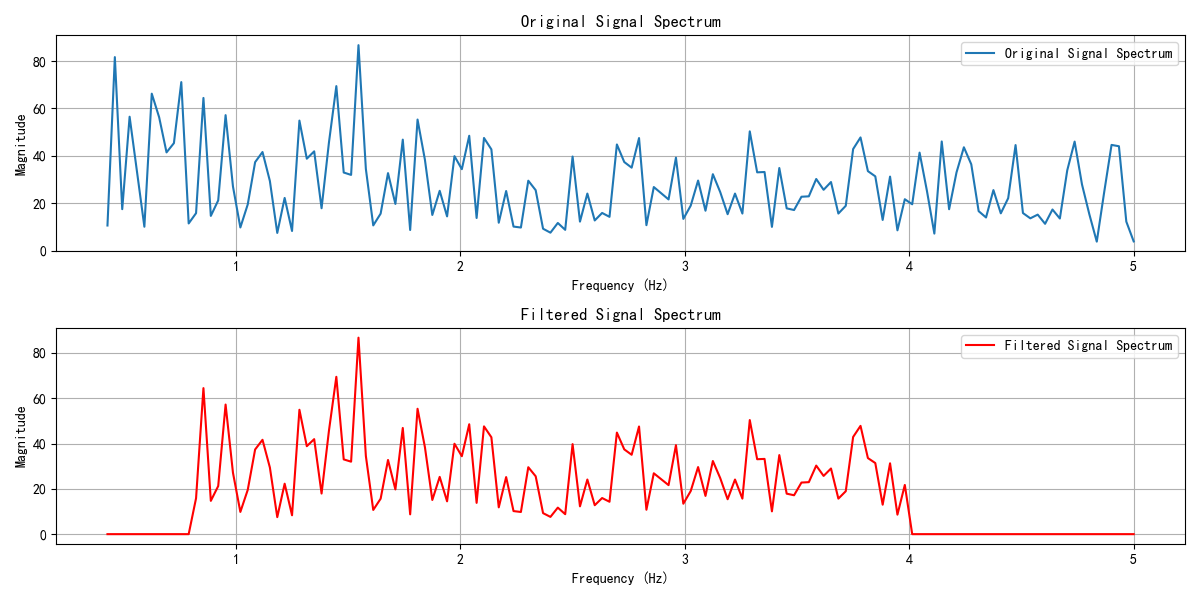 Original Signal Spectrum
Original Signal Spectrum
Magnitude
80
60
40
20
0
1 2 3 4 5
Frequency (Hz)
Filtered Signal Spectrum
Filtered Signal Spectrum
Magnitude
80
60
40
20
0
1 2 3 4 5
Frequency (Hz)